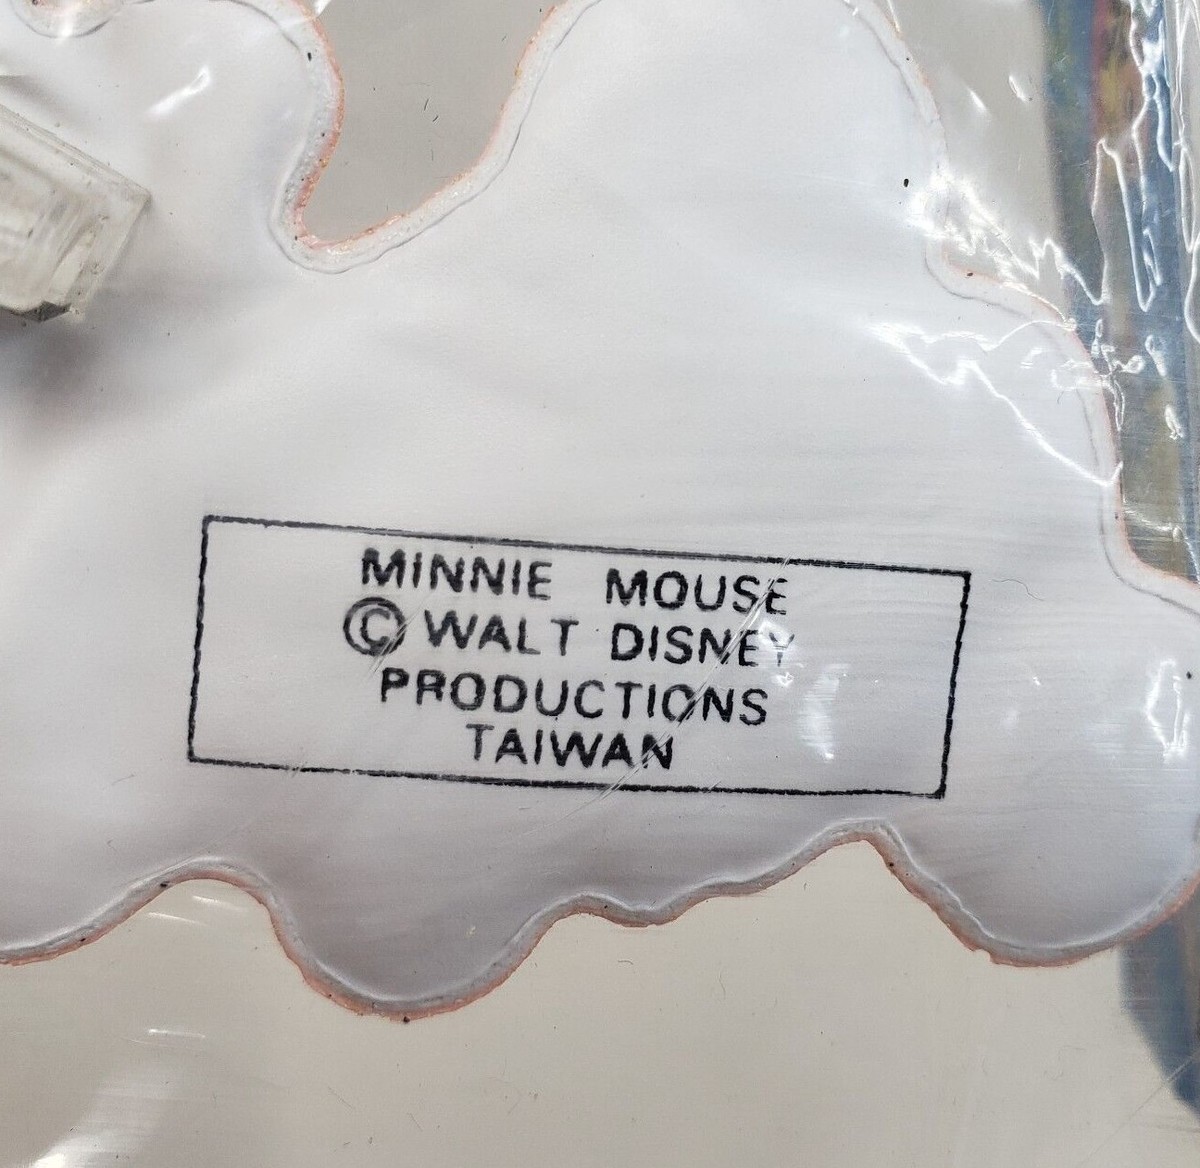 MINNIE MOUSE
© WALT DISNEY
PRODUCTIONS
TAIWAN